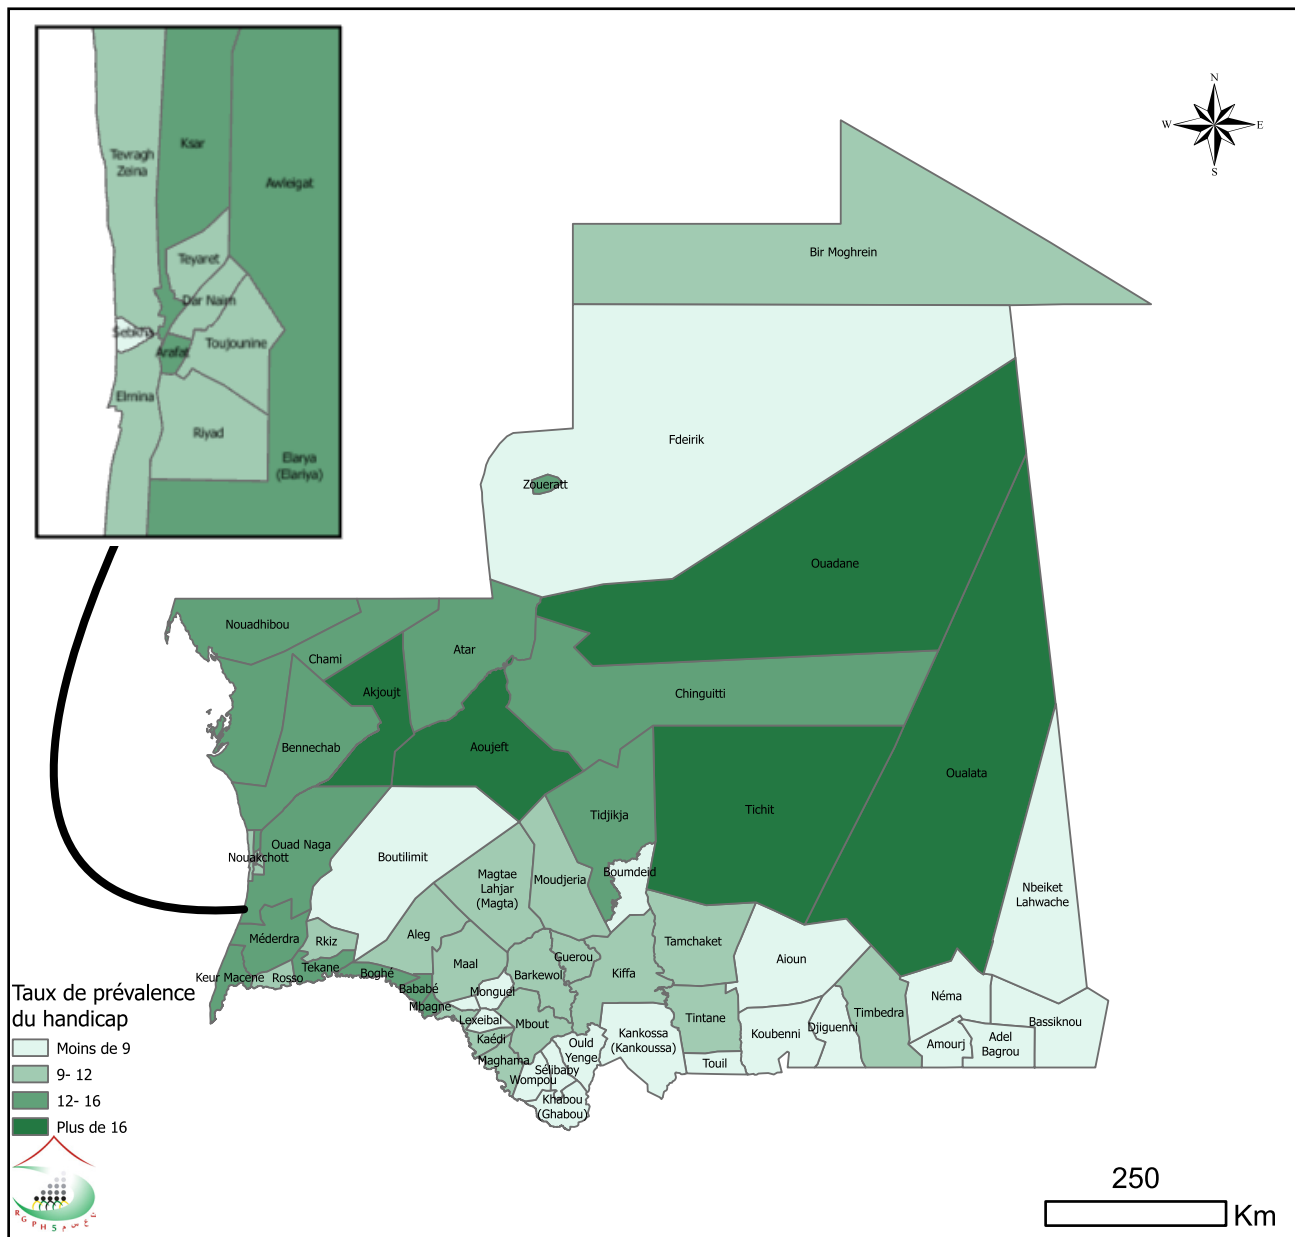 N
W
E
S
Tevragh
Zeina
Ksar
Awleigat
Teyaret
Dar Naim
Sebkha
Arafat
Toujounine
Elmina
Riyad
Elarya
(Elariya)
Bir Moghrein
Fdeirik
Zoueratt
Ouadane
Nouadhibou
Chami
Atar
Akjoujt
Chinguitti
Bennechab
Aoujeft
Oualata
Tichit
Tidjikja
Ouad Naga
Nouakchott
Boutilimit
Boumdeid
Magtae
Lahjar
(Magta)
Moudjeria
Nbeiket
Lahwache
Méderdra
Rkiz
Aleg
Tamchaket
Guerou
Aioun
Keur Macene
Rosso
Tekane
Boghé
Maal
Barkewol
Kiffa
Bababé
Monguel
Mbagne
Néma
Lexeibal
Mbout
Tintane
Timbedra
Bassiknou
Kaédi
Ould
Yenge
Kankossa
(Kankoussa)
Koubenni
Djiguenni
Amourj
Adel
Bagrou
Maghama
Touil
Sélibaby
Wompou
Khabou
(Ghabou)
Taux de prévalence
du handicap
Moins de 9
9- 12
12- 16
Plus de 16
250
Km